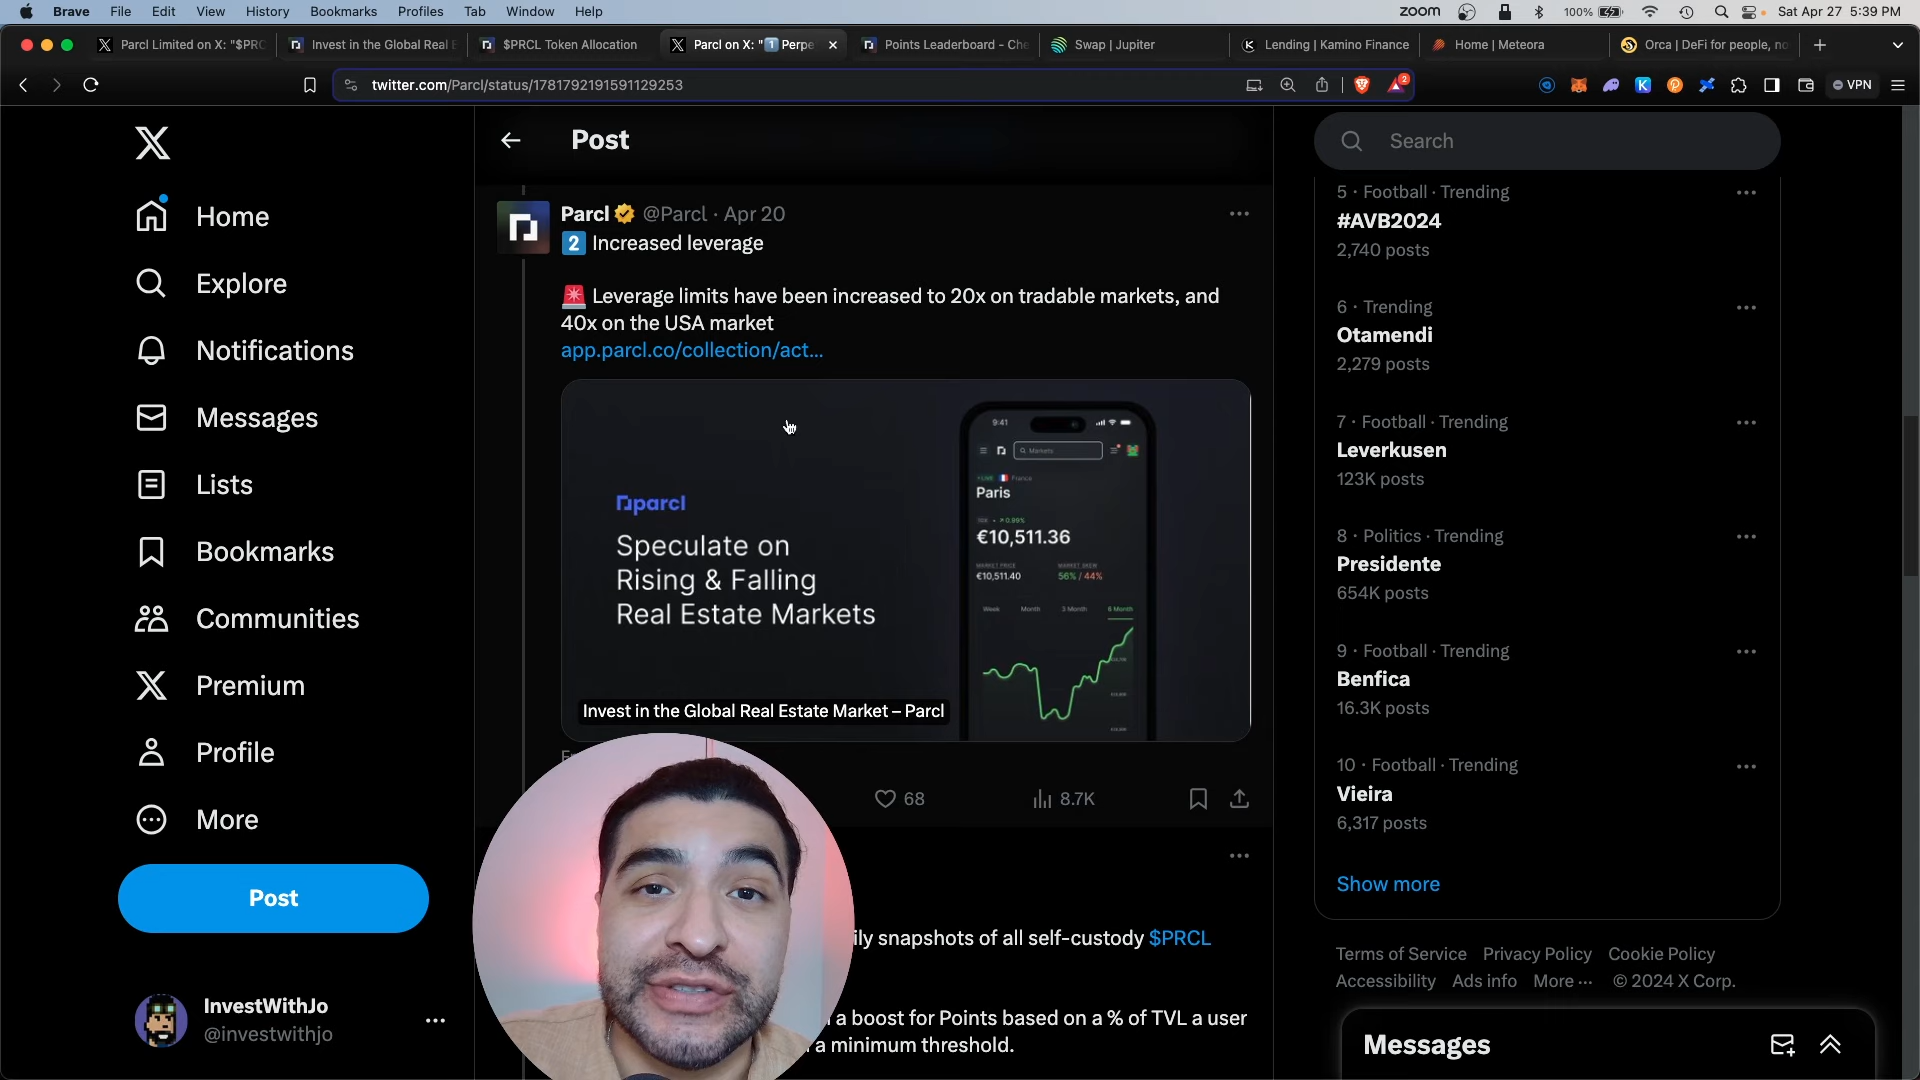 Brave File Edit View History Bookmarks Profiles Tab Window Help
zoom 100% Sat Apr 27 5:39 PM
Parcl Limited on X: "$PRC
Invest in the Global Real E
$PRCL Token Allocation
Parcl on X: "1 Perpe
Points Leaderboard - Che
Swap | Jupiter
Lending | Kamino Finance
Home | Meteora
Orca | DeFi for people, no
twitter.com/Parcl/status/1781792191591129253
2
VPN
Home
Explore
Notifications
Messages
Lists
Bookmarks
Communities
Premium
Profile
More
Post
InvestWithJo
@investwithjo
Post
Parcl @Parcl · Apr 20
2 Increased leverage
🚨 Leverage limits have been increased to 20x on tradable markets, and
40x on the USA market
app.parcl.co/collection/act...
parcl
Speculate on
Rising & Falling
Real Estate Markets
9:41
Markets
LIVE France
Paris
0.99%
€10,511.36
MARKET PRICE MARKET SKEW
€10,511.40 56% / 44%
Week Month 3 Month 6 Month
Invest in the Global Real Estate Market – Parcl
68 8.7K
ily snapshots of all self-custody $PRCL
a boost for Points based on a % of TVL a user
a minimum threshold.
Search
5 · Football · Trending
#AVB2024
2,740 posts
6 · Trending
Otamendi
2,279 posts
7 · Football · Trending
Leverkusen
123K posts
8 · Politics · Trending
Presidente
654K posts
9 · Football · Trending
Benfica
16.3K posts
10 · Football · Trending
Vieira
6,317 posts
Show more
Terms of Service Privacy Policy Cookie Policy
Accessibility Ads info More ··· © 2024 X Corp.
Messages